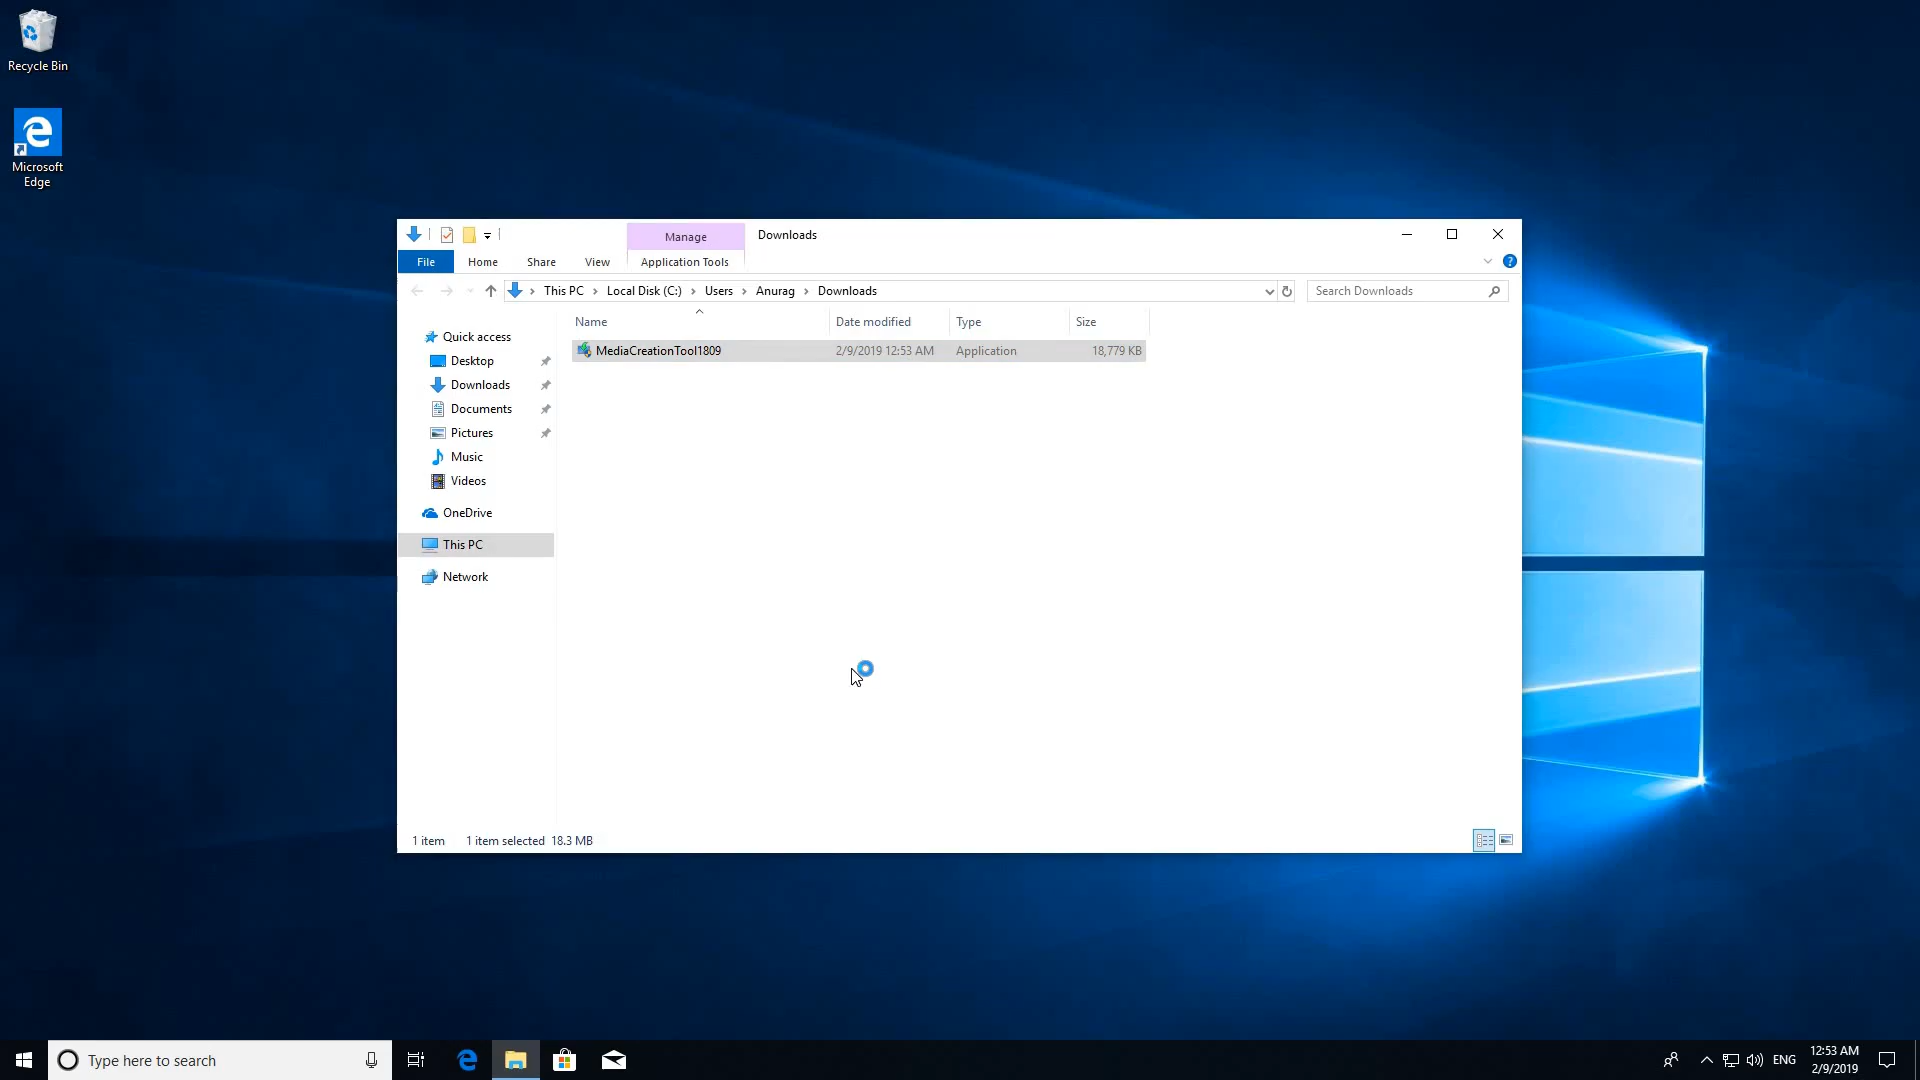 Recycle Bin
Microsoft
Edge
Manage
Downloads
File
Home
Share
View
Application Tools
This PC
Local Disk (C:)
Users
Anurag
Downloads
Search Downloads
Name
Date modified
Type
Size
MediaCreationTool1809
2/9/2019 12:53 AM
Application
18,779 KB
Quick access
Desktop
Downloads
Documents
Pictures
Music
Videos
OneDrive
This PC
Network
1 item
1 item selected 18.3 MB
Type here to search
ENG
12:53 AM
2/9/2019